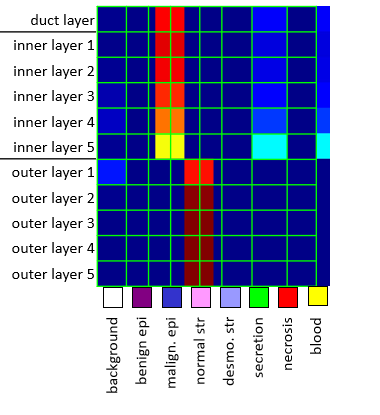 duct layer
inner layer 1
inner layer 2
inner layer 3
inner layer 4
inner layer 5
outer layer 1
outer layer 2
outer layer 3
outer layer 4
outer layer 5
background
benign epi
malign. epi
normal str
desmo. str
secretion
necrosis
blood